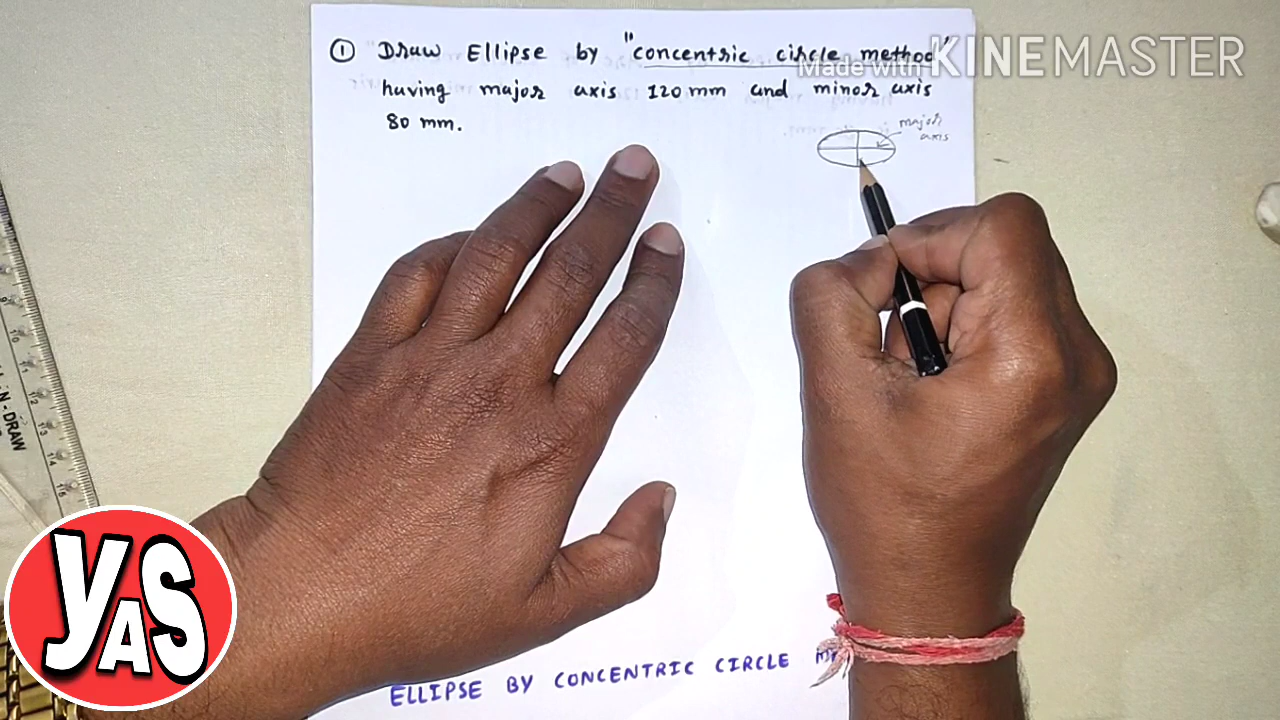 ① Draw Ellipse by "concentric circle method"
having major axis 120 mm and minor axis
80 mm.
major
axis
Made with KINEMASTER
N-DRAW
YAS
ELLIPSE BY CONCENTRIC CIRCLE